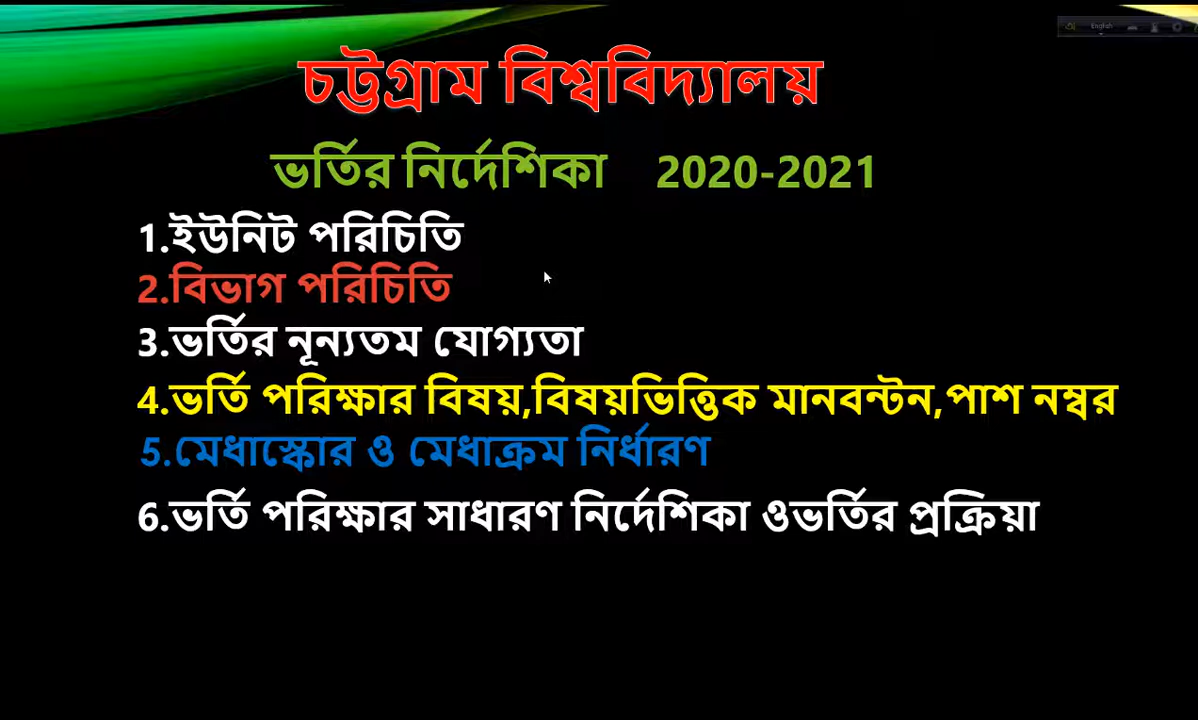 English
চট্টগ্রাম বিশ্ববিদ্যালয়
ভর্তির নির্দেশিকা 2020-2021
1.ইউনিট পরিচিতি
2.বিভাগ পরিচিতি
3.ভর্তির নূন্যতম যোগ্যতা
4.ভর্তি পরিক্ষার বিষয়,বিষয়ভিত্তিক মানবন্টন,পাশ নম্বর
5.মেধাস্কোর ও মেধাক্রম নির্ধারণ
6.ভর্তি পরিক্ষার সাধারণ নির্দেশিকা ওভর্তির প্রক্রিয়া